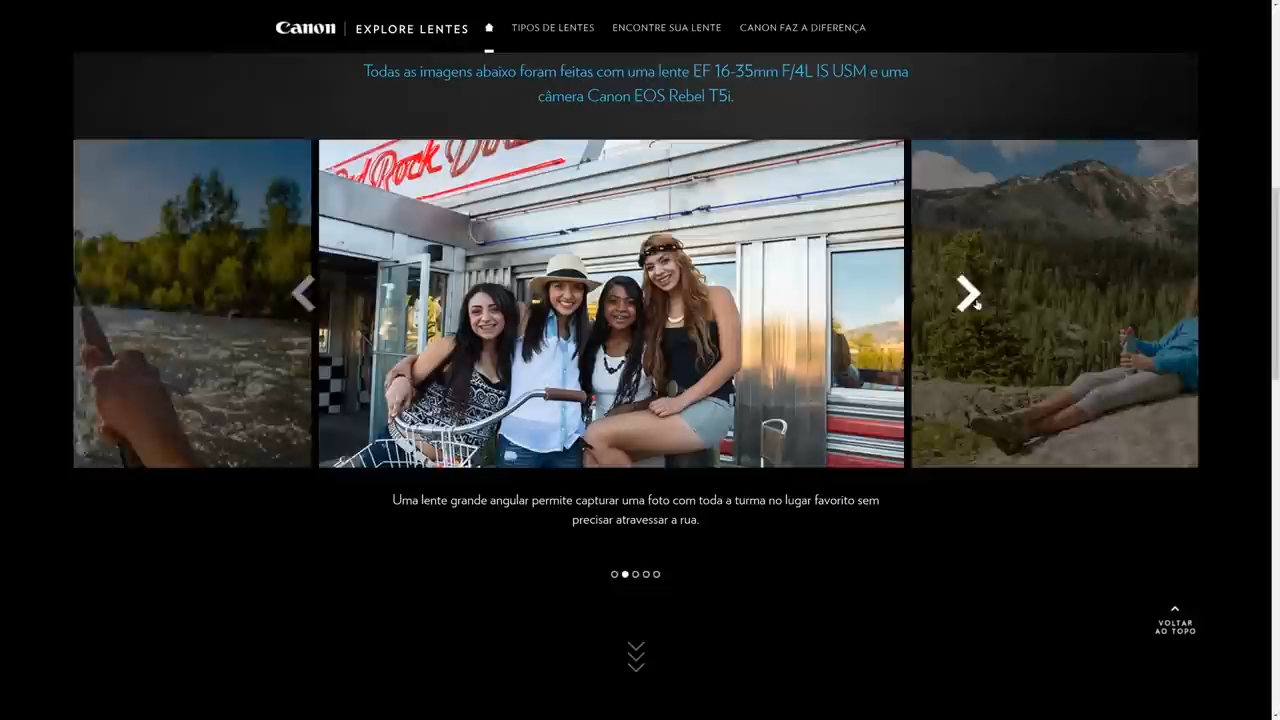 Canon
EXPLORE LENTES
TIPOS DE LENTES
ENCONTRE SUA LENTE
CANON FAZ A DIFERENÇA
Todas as imagens abaixo foram feitas com uma lente EF 16-35mm F/4L IS USM e uma
câmera Canon EOS Rebel T5i.
Rock
Uma lente grande angular permite capturar uma foto com toda a turma no lugar favorito sem
precisar atravessar a rua.
VOLTAR
AO TOPO